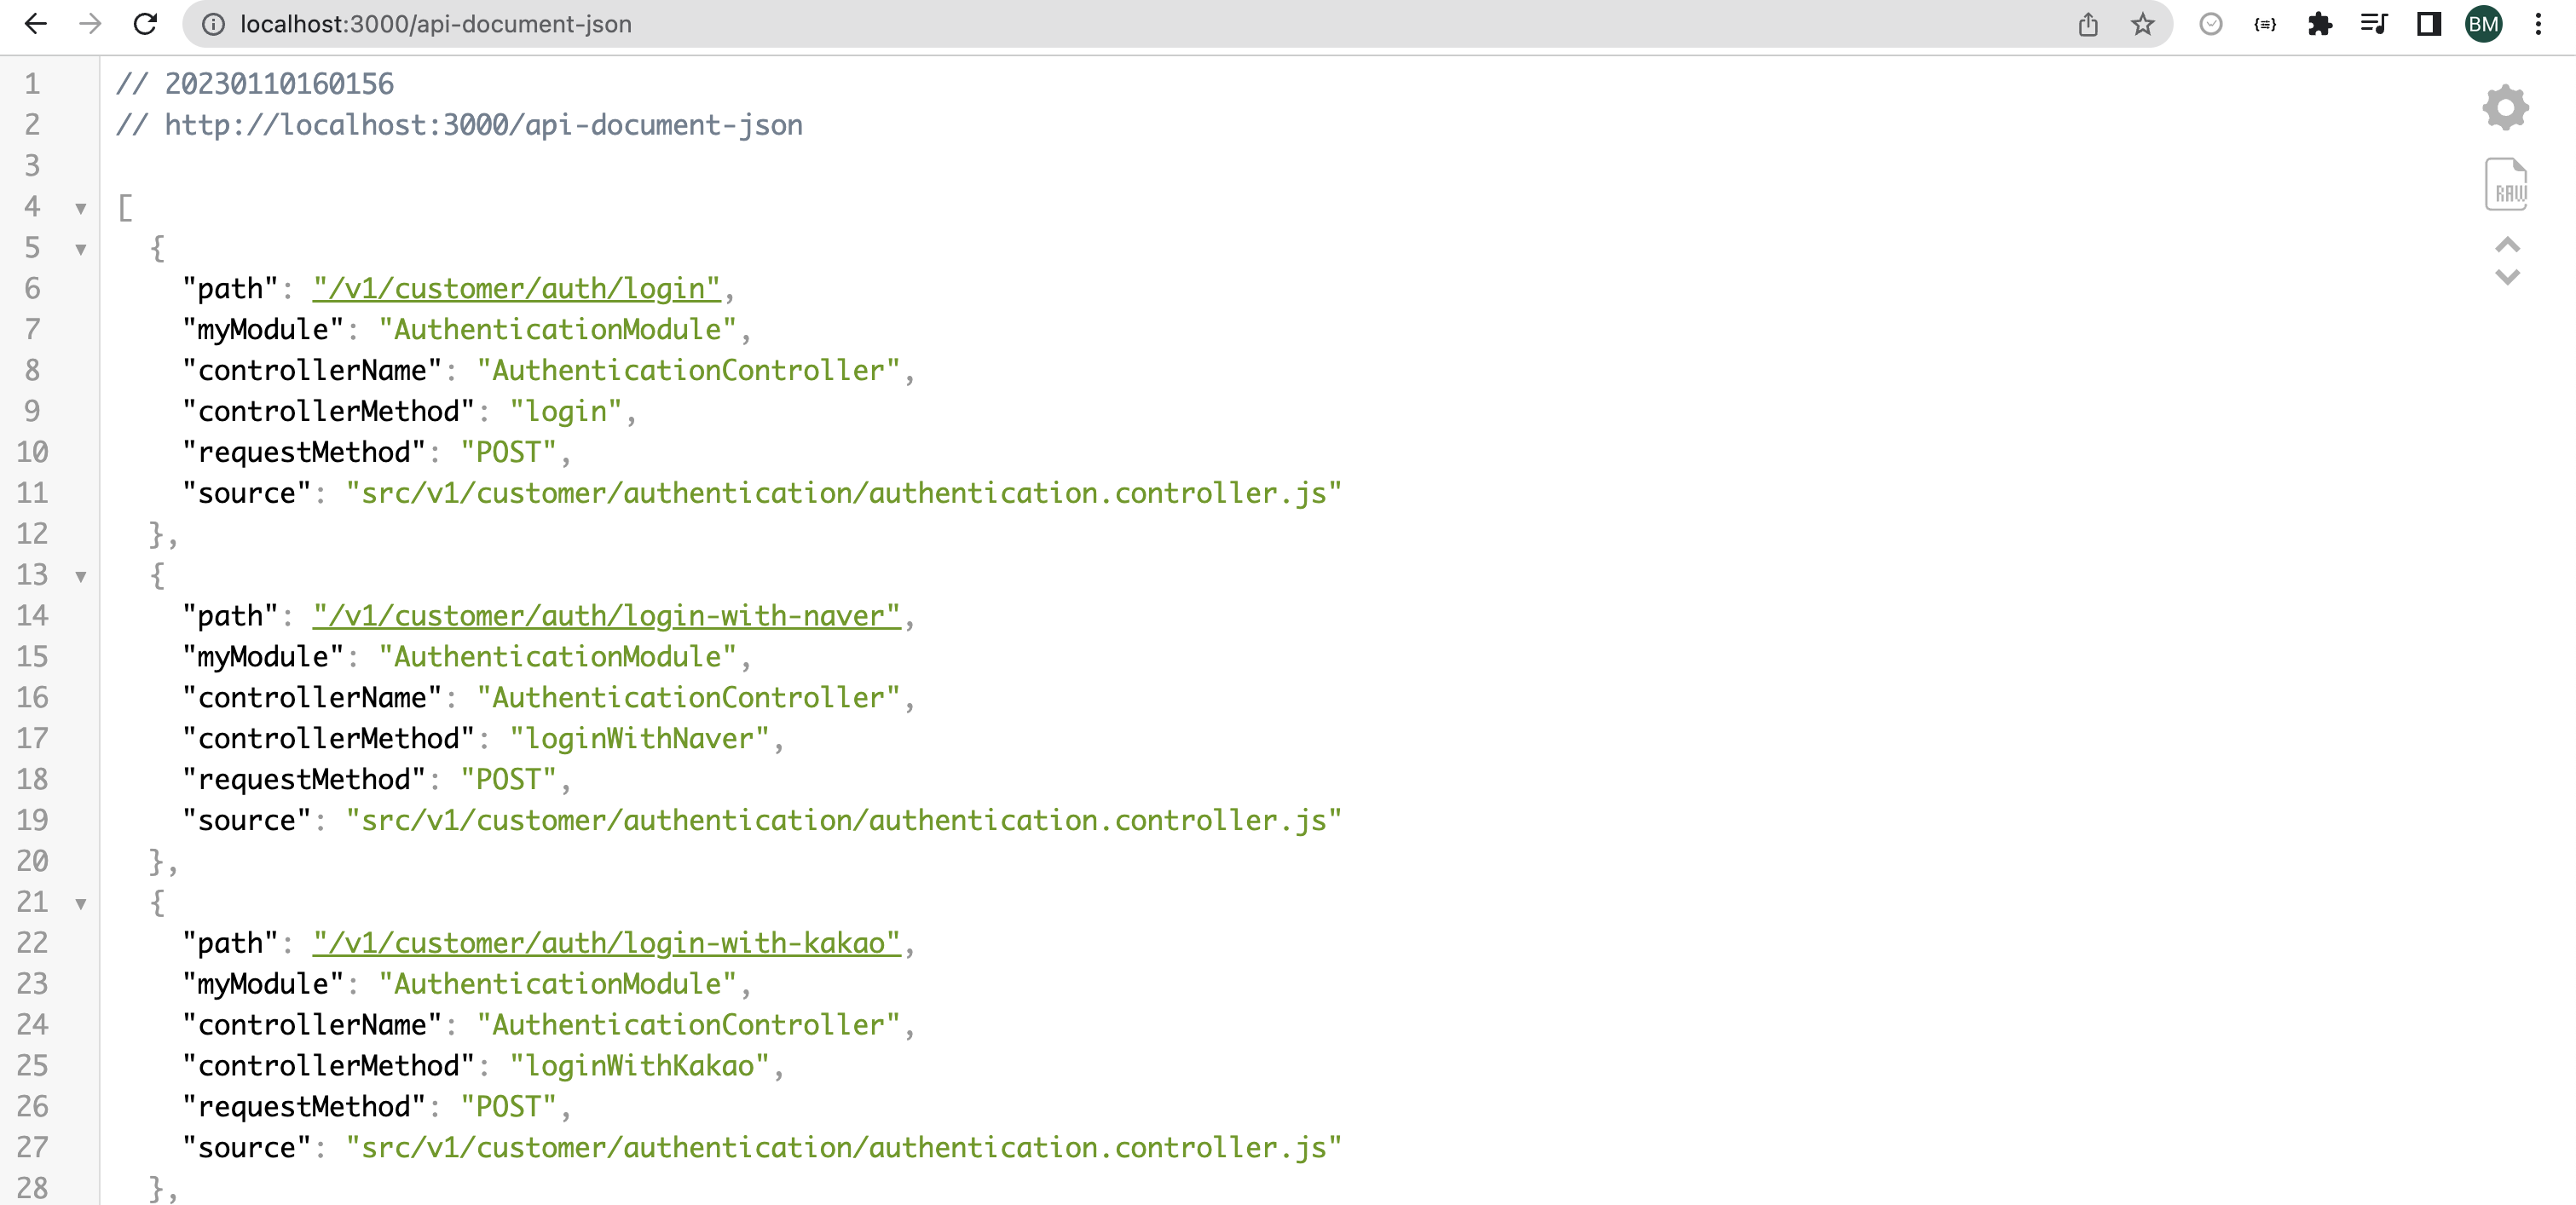 localhost:3000/api-document-json
BM
1 // 20230110160156
2 // http://localhost:3000/api-document-json
3
4 [
5 {
6 "path": "/v1/customer/auth/login",
7 "myModule": "AuthenticationModule",
8 "controllerName": "AuthenticationController",
9 "controllerMethod": "login",
10 "requestMethod": "POST",
11 "source": "src/v1/customer/authentication/authentication.controller.js"
12 },
13 {
14 "path": "/v1/customer/auth/login-with-naver",
15 "myModule": "AuthenticationModule",
16 "controllerName": "AuthenticationController",
17 "controllerMethod": "loginWithNaver",
18 "requestMethod": "POST",
19 "source": "src/v1/customer/authentication/authentication.controller.js"
20 },
21 {
22 "path": "/v1/customer/auth/login-with-kakao",
23 "myModule": "AuthenticationModule",
24 "controllerName": "AuthenticationController",
25 "controllerMethod": "loginWithKakao",
26 "requestMethod": "POST",
27 "source": "src/v1/customer/authentication/authentication.controller.js"
28 },
RAW